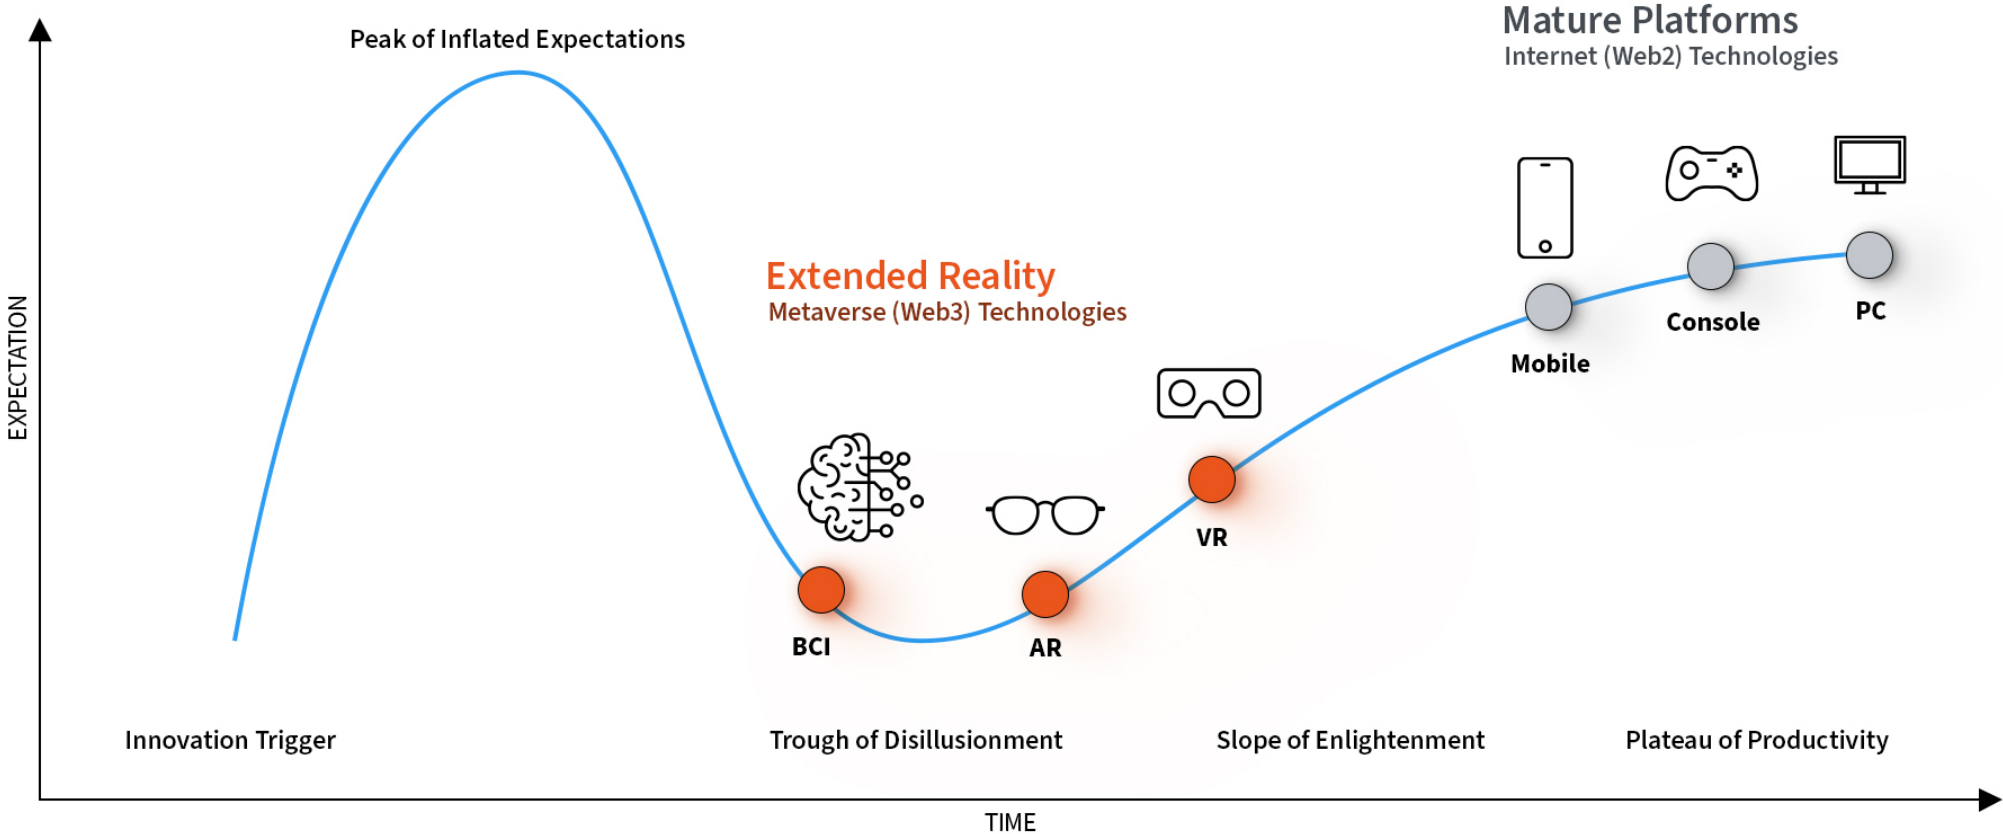 Mature Platforms
Internet (Web2) Technologies
Peak of Inflated Expectations
Extended Reality
Metaverse (Web3) Technologies
EXPECTATION
PC
Console
Mobile
VR
BCI
AR
Innovation Trigger
Trough of Disillusionment
Slope of Enlightenment
Plateau of Productivity
TIME